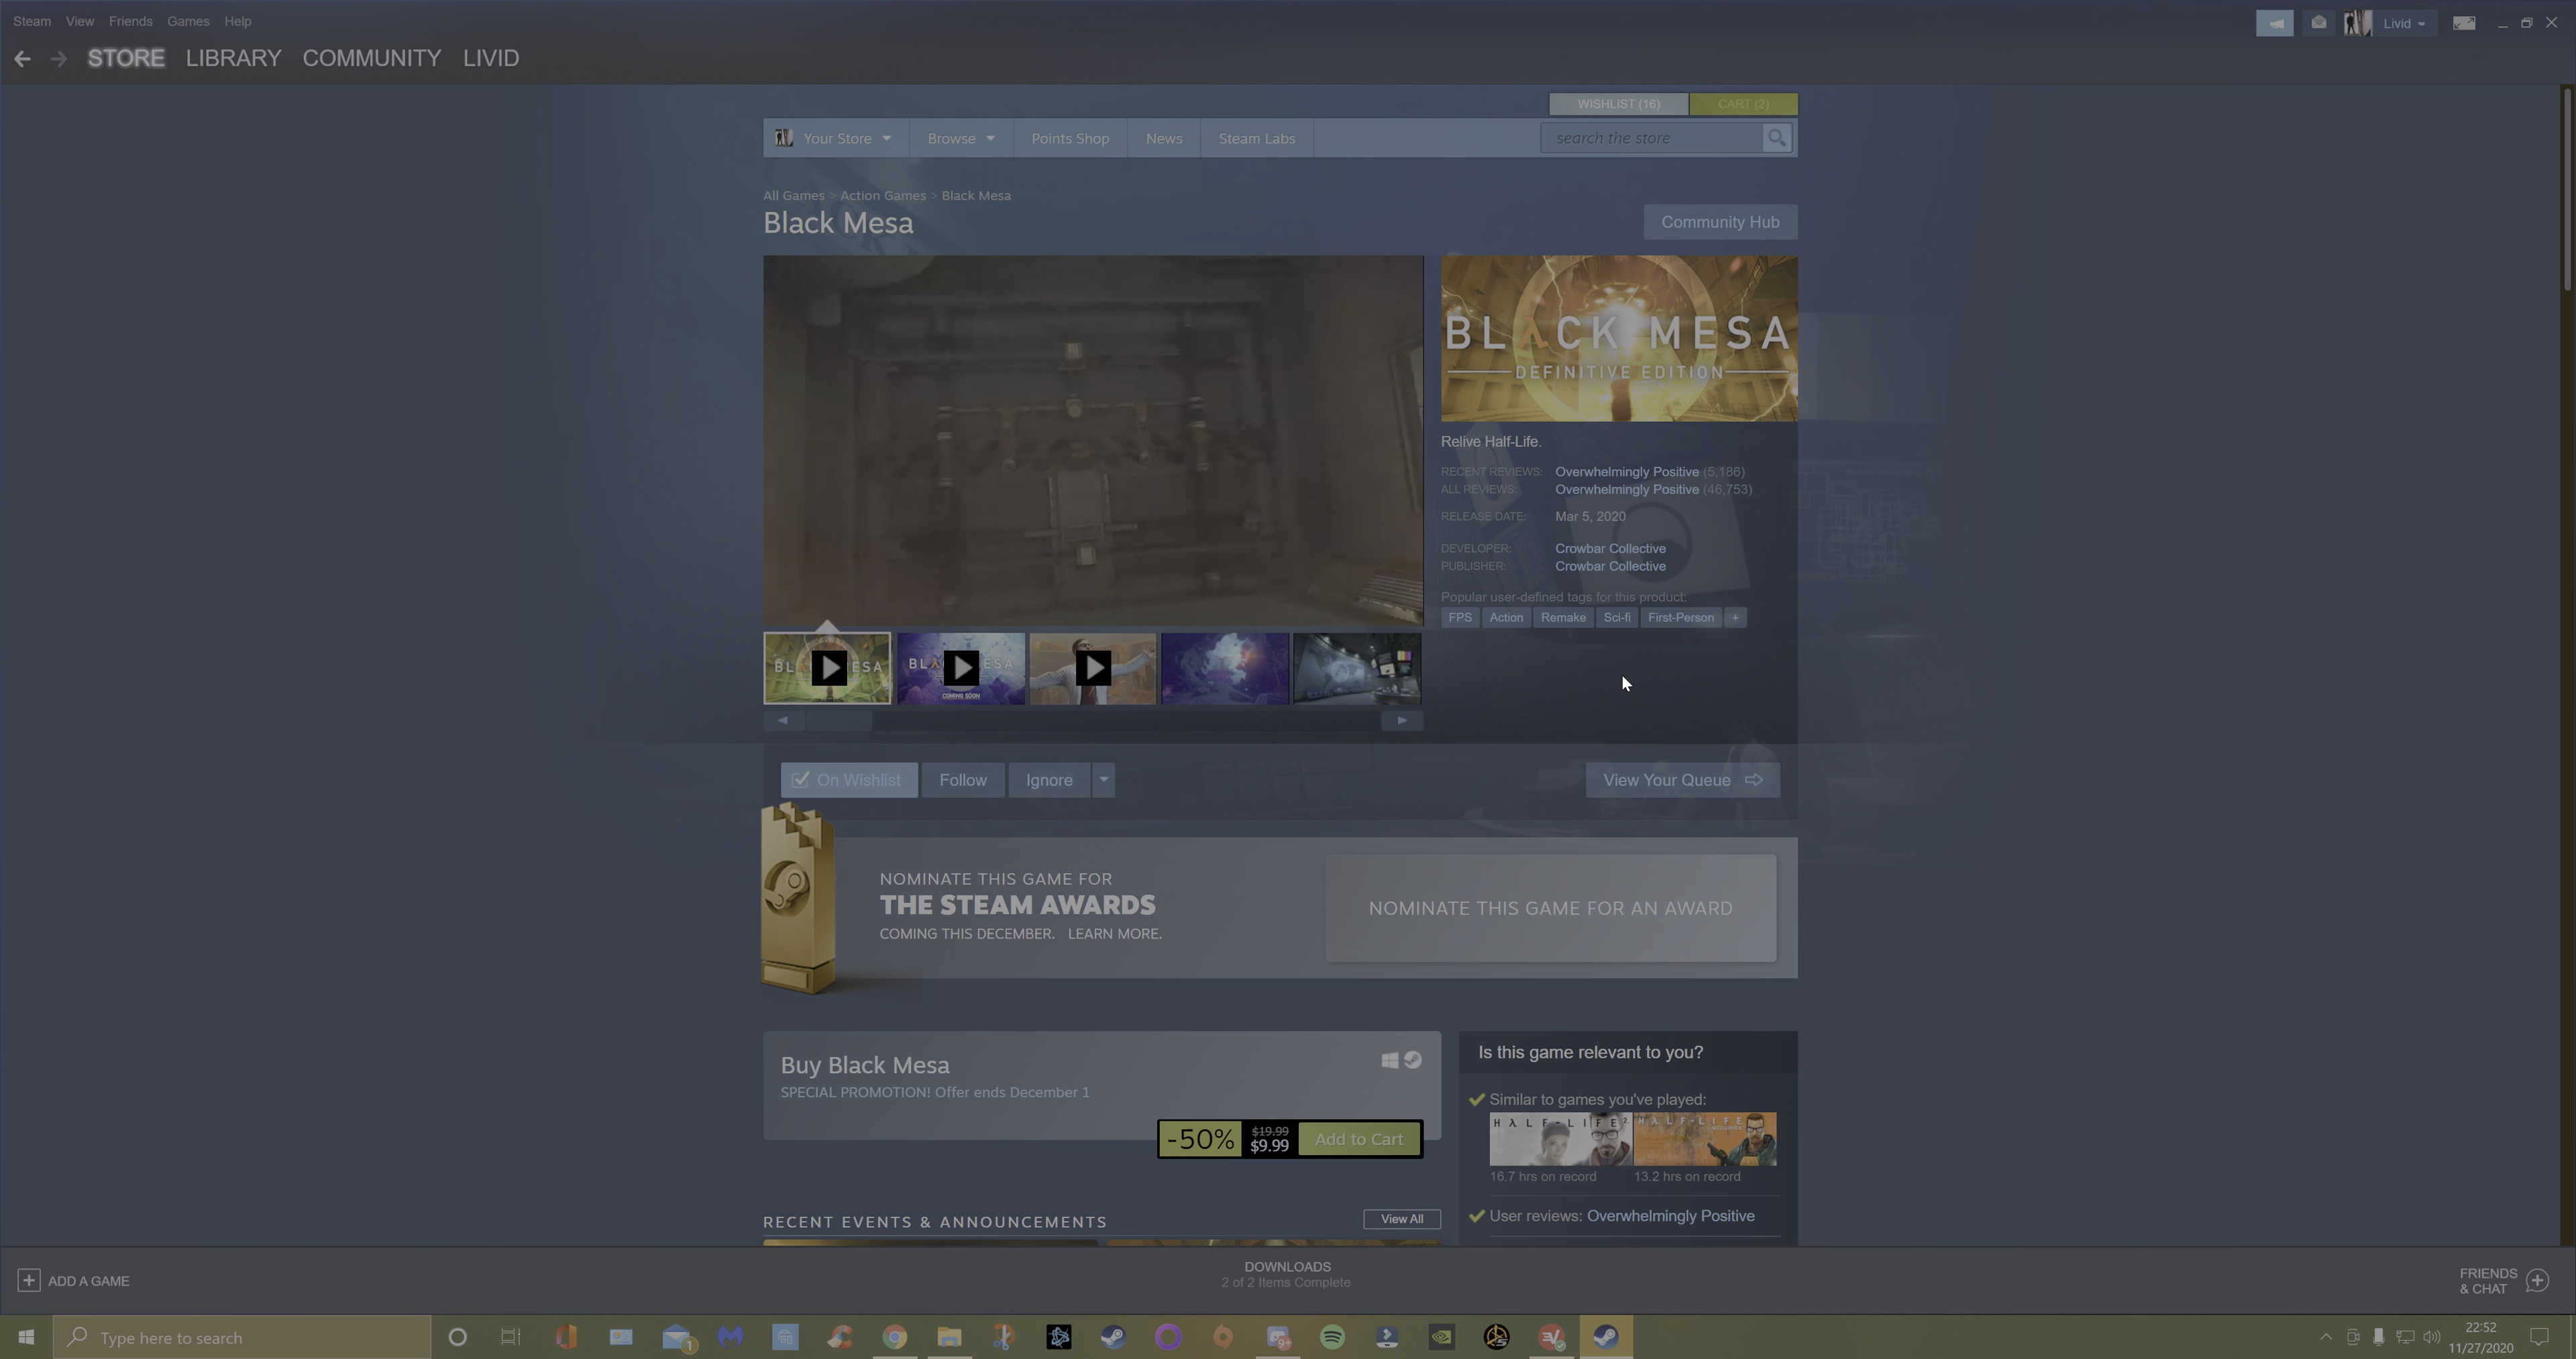 Steam View Friends Games Help
Livid
STORE LIBRARY COMMUNITY LIVID
WISHLIST (16) CART (2)
Your Store Browse Points Shop News Steam Labs search the store
All Games > Action Games > Black Mesa
Black Mesa
Community Hub
BLACK MESA
DEFINITIVE EDITION
Relive Half-Life.
RECENT REVIEWS: Overwhelmingly Positive (5,186)
ALL REVIEWS: Overwhelmingly Positive (46,753)
RELEASE DATE: Mar 5, 2020
DEVELOPER: Crowbar Collective
PUBLISHER: Crowbar Collective
Popular user-defined tags for this product:
FPS Action Remake Sci-fi First-Person +
COMING SOON
On Wishlist Follow Ignore View Your Queue
NOMINATE THIS GAME FOR
THE STEAM AWARDS
COMING THIS DECEMBER. LEARN MORE.
NOMINATE THIS GAME FOR AN AWARD
Buy Black Mesa
SPECIAL PROMOTION! Offer ends December 1
-50% $19.99 $9.99 Add to Cart
Is this game relevant to you?
Similar to games you've played:
HALF-LIFE 2 HALF-LIFE
16.7 hrs on record 13.2 hrs on record
User reviews: Overwhelmingly Positive
RECENT EVENTS & ANNOUNCEMENTS View All
ADD A GAME
DOWNLOADS
2 of 2 Items Complete
FRIENDS
& CHAT
Type here to search
1
9+
22:52
11/27/2020